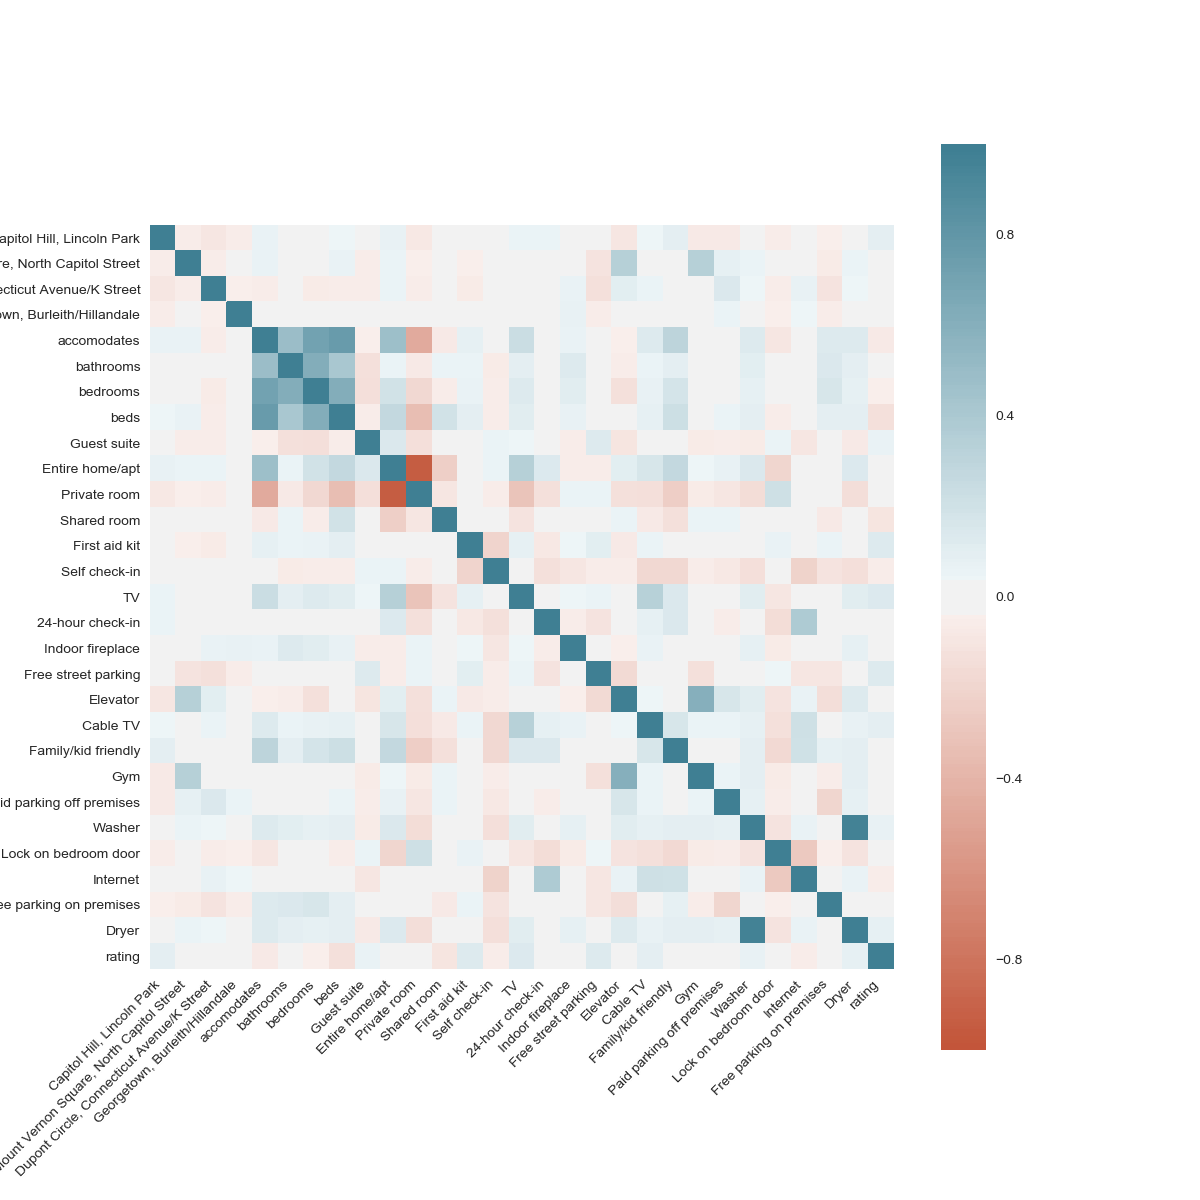 apitol Hill, Lincoln Park
re, North Capitol Street
ecticut Avenue/K Street
own, Burleith/Hillandale
accomodates
bathrooms
bedrooms
beds
Guest suite
Entire home/apt
Private room
Shared room
First aid kit
Self check-in
TV
24-hour check-in
Indoor fireplace
Free street parking
Elevator
Cable TV
Family/kid friendly
Gym
id parking off premises
Washer
Lock on bedroom door
Internet
ee parking on premises
Dryer
rating
Capitol Hill, Lincoln Park
Mount Vernon Square, North Capitol Street
Dupont Circle, Connecticut Avenue/K Street
Georgetown, Burleith/Hillandale
accomodates
bathrooms
bedrooms
beds
Guest suite
Entire home/apt
Private room
Shared room
First aid kit
Self check-in
TV
24-hour check-in
Indoor fireplace
Free street parking
Elevator
Cable TV
Family/kid friendly
Gym
Paid parking off premises
Washer
Lock on bedroom door
Internet
Free parking on premises
Dryer
rating
0.8
0.4
0.0
−0.4
−0.8